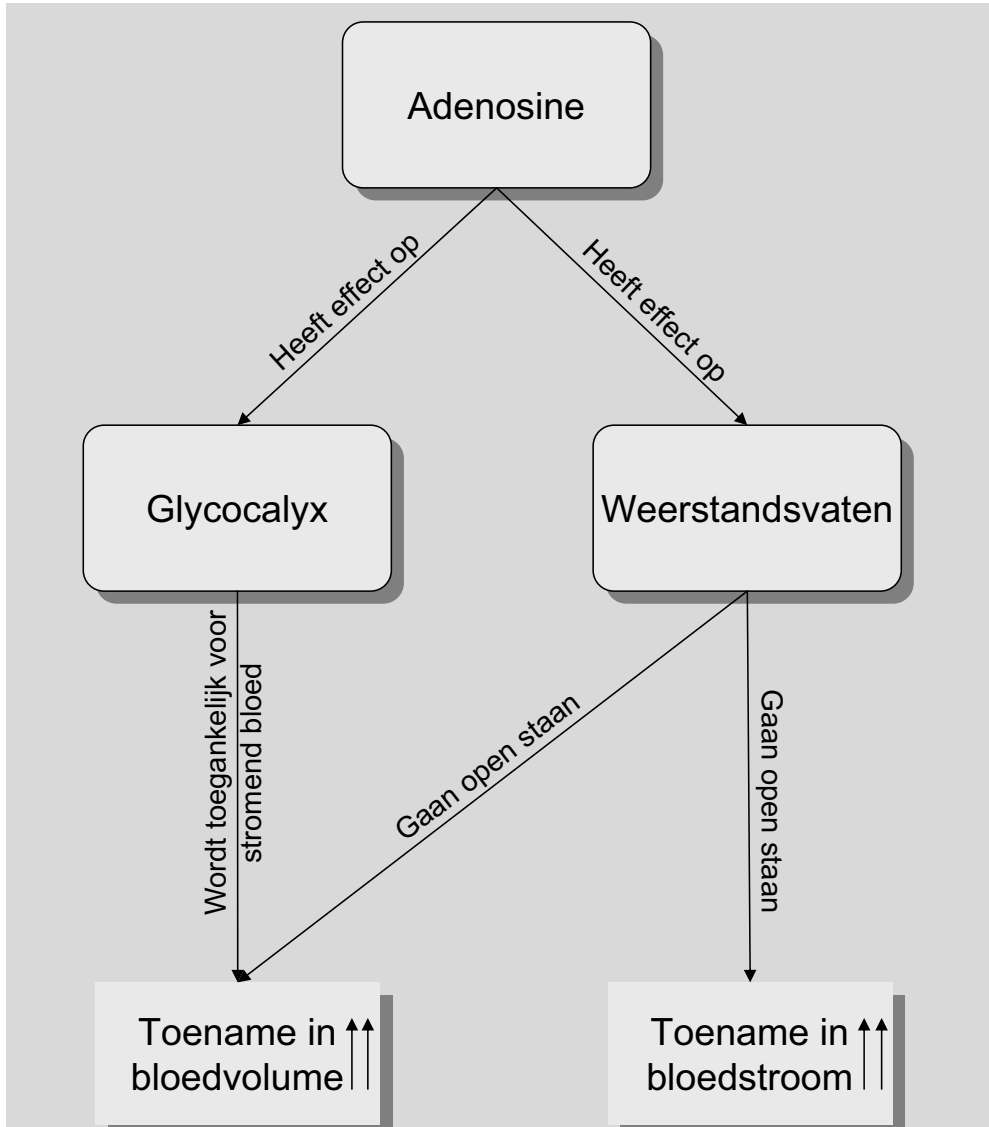 Adenosine
Heeft effect op
Heeft effect op
Glycocalyx
Weerstandsvaten
Wordt toegankelijk voor
stromend bloed
Gaan open staan
Gaan open staan
Toename in
bloedvolume
Toename in
bloedstroom